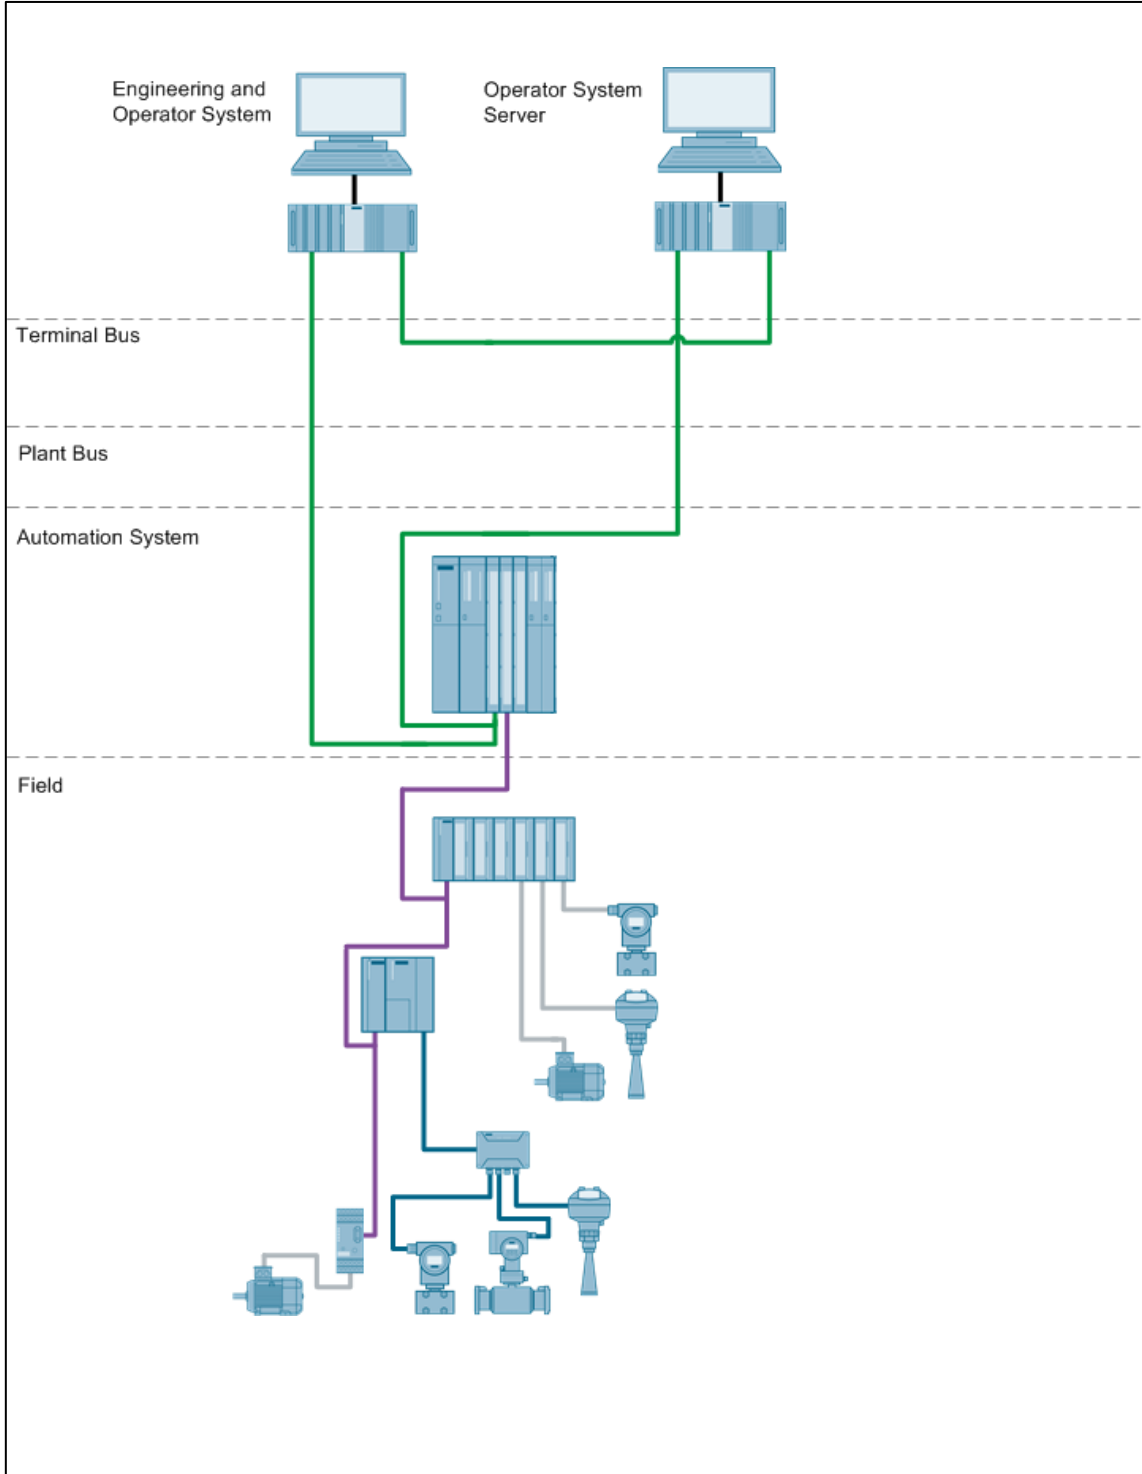 Engineering and
Operator System
Operator System
Server
Terminal Bus
Plant Bus
Automation System
Field